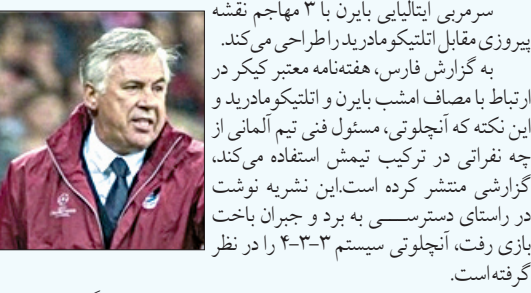 سرمربی ایتالیایی بایرن با ۳ مهاجم نقشه
پیروزی مقابل اتلتیکومادرید را طراحی می‌کند.
به گزارش فارس، هفته‌نامه معتبر کیکر در
ارتباط با مصاف امشب بایرن و اتلتیکومادرید و
این نکته که آنچلوتی، مسئول فنی تیم آلمانی از
چه نفراتی در ترکیب تیمش استفاده می‌کند،
گزارشی منتشر کرده است.این نشریه نوشت
در راستای دسترسی به برد و جبران باخت
بازی رفت، آنچلوتی سیستم ۳-۳-۴ را در نظر
گرفته‌است.